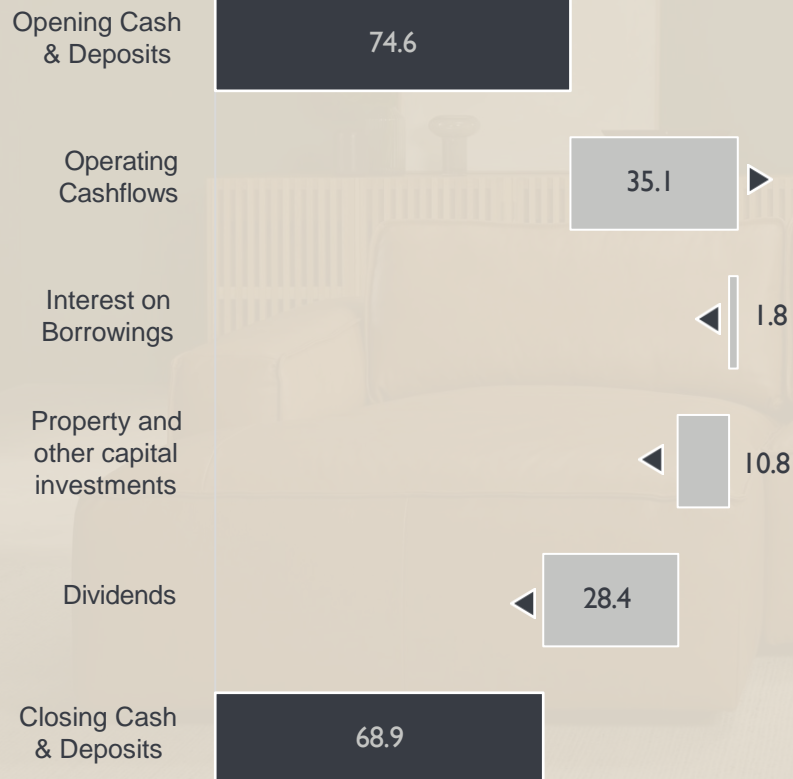 Opening Cash
& Deposits
74.6
Operating
Cashflows
35.1
Interest on
Borrowings
1.8
Property and
other capital
investments
10.8
Dividends
28.4
Closing Cash
& Deposits
68.9